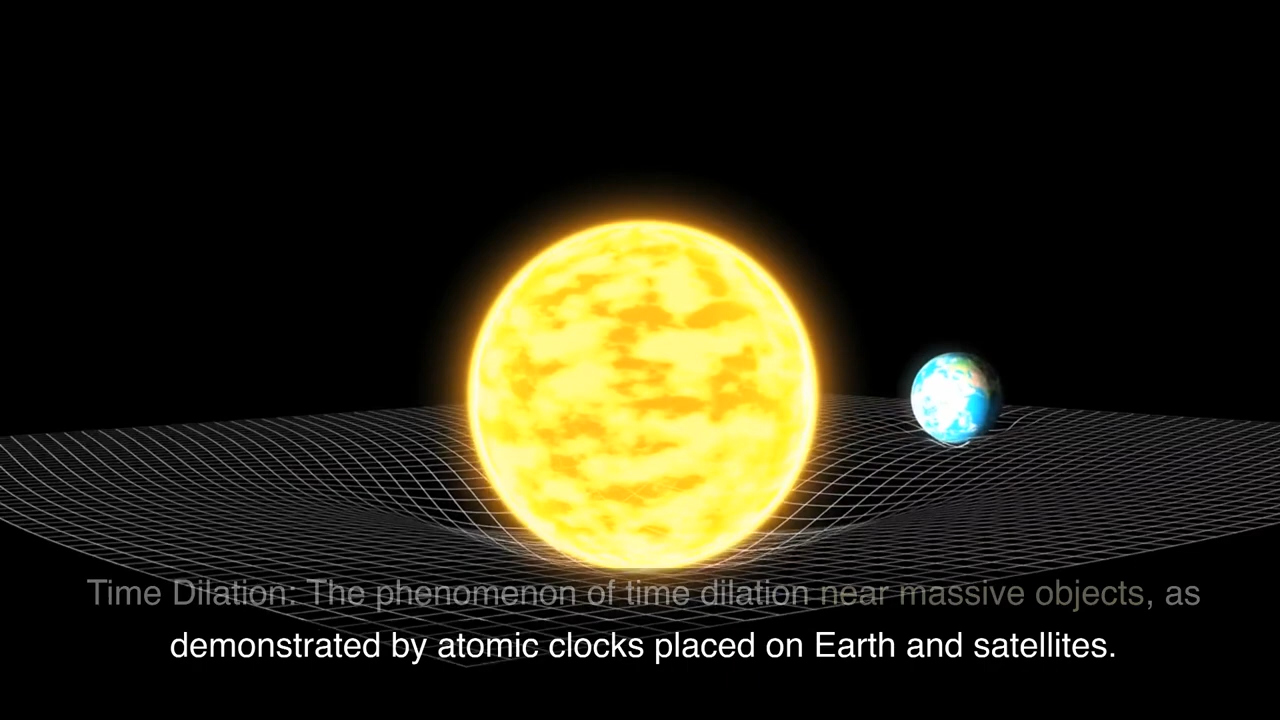 Time Dilation: The phenomenon of time dilation near massive objects, as
demonstrated by atomic clocks placed on Earth and satellites.